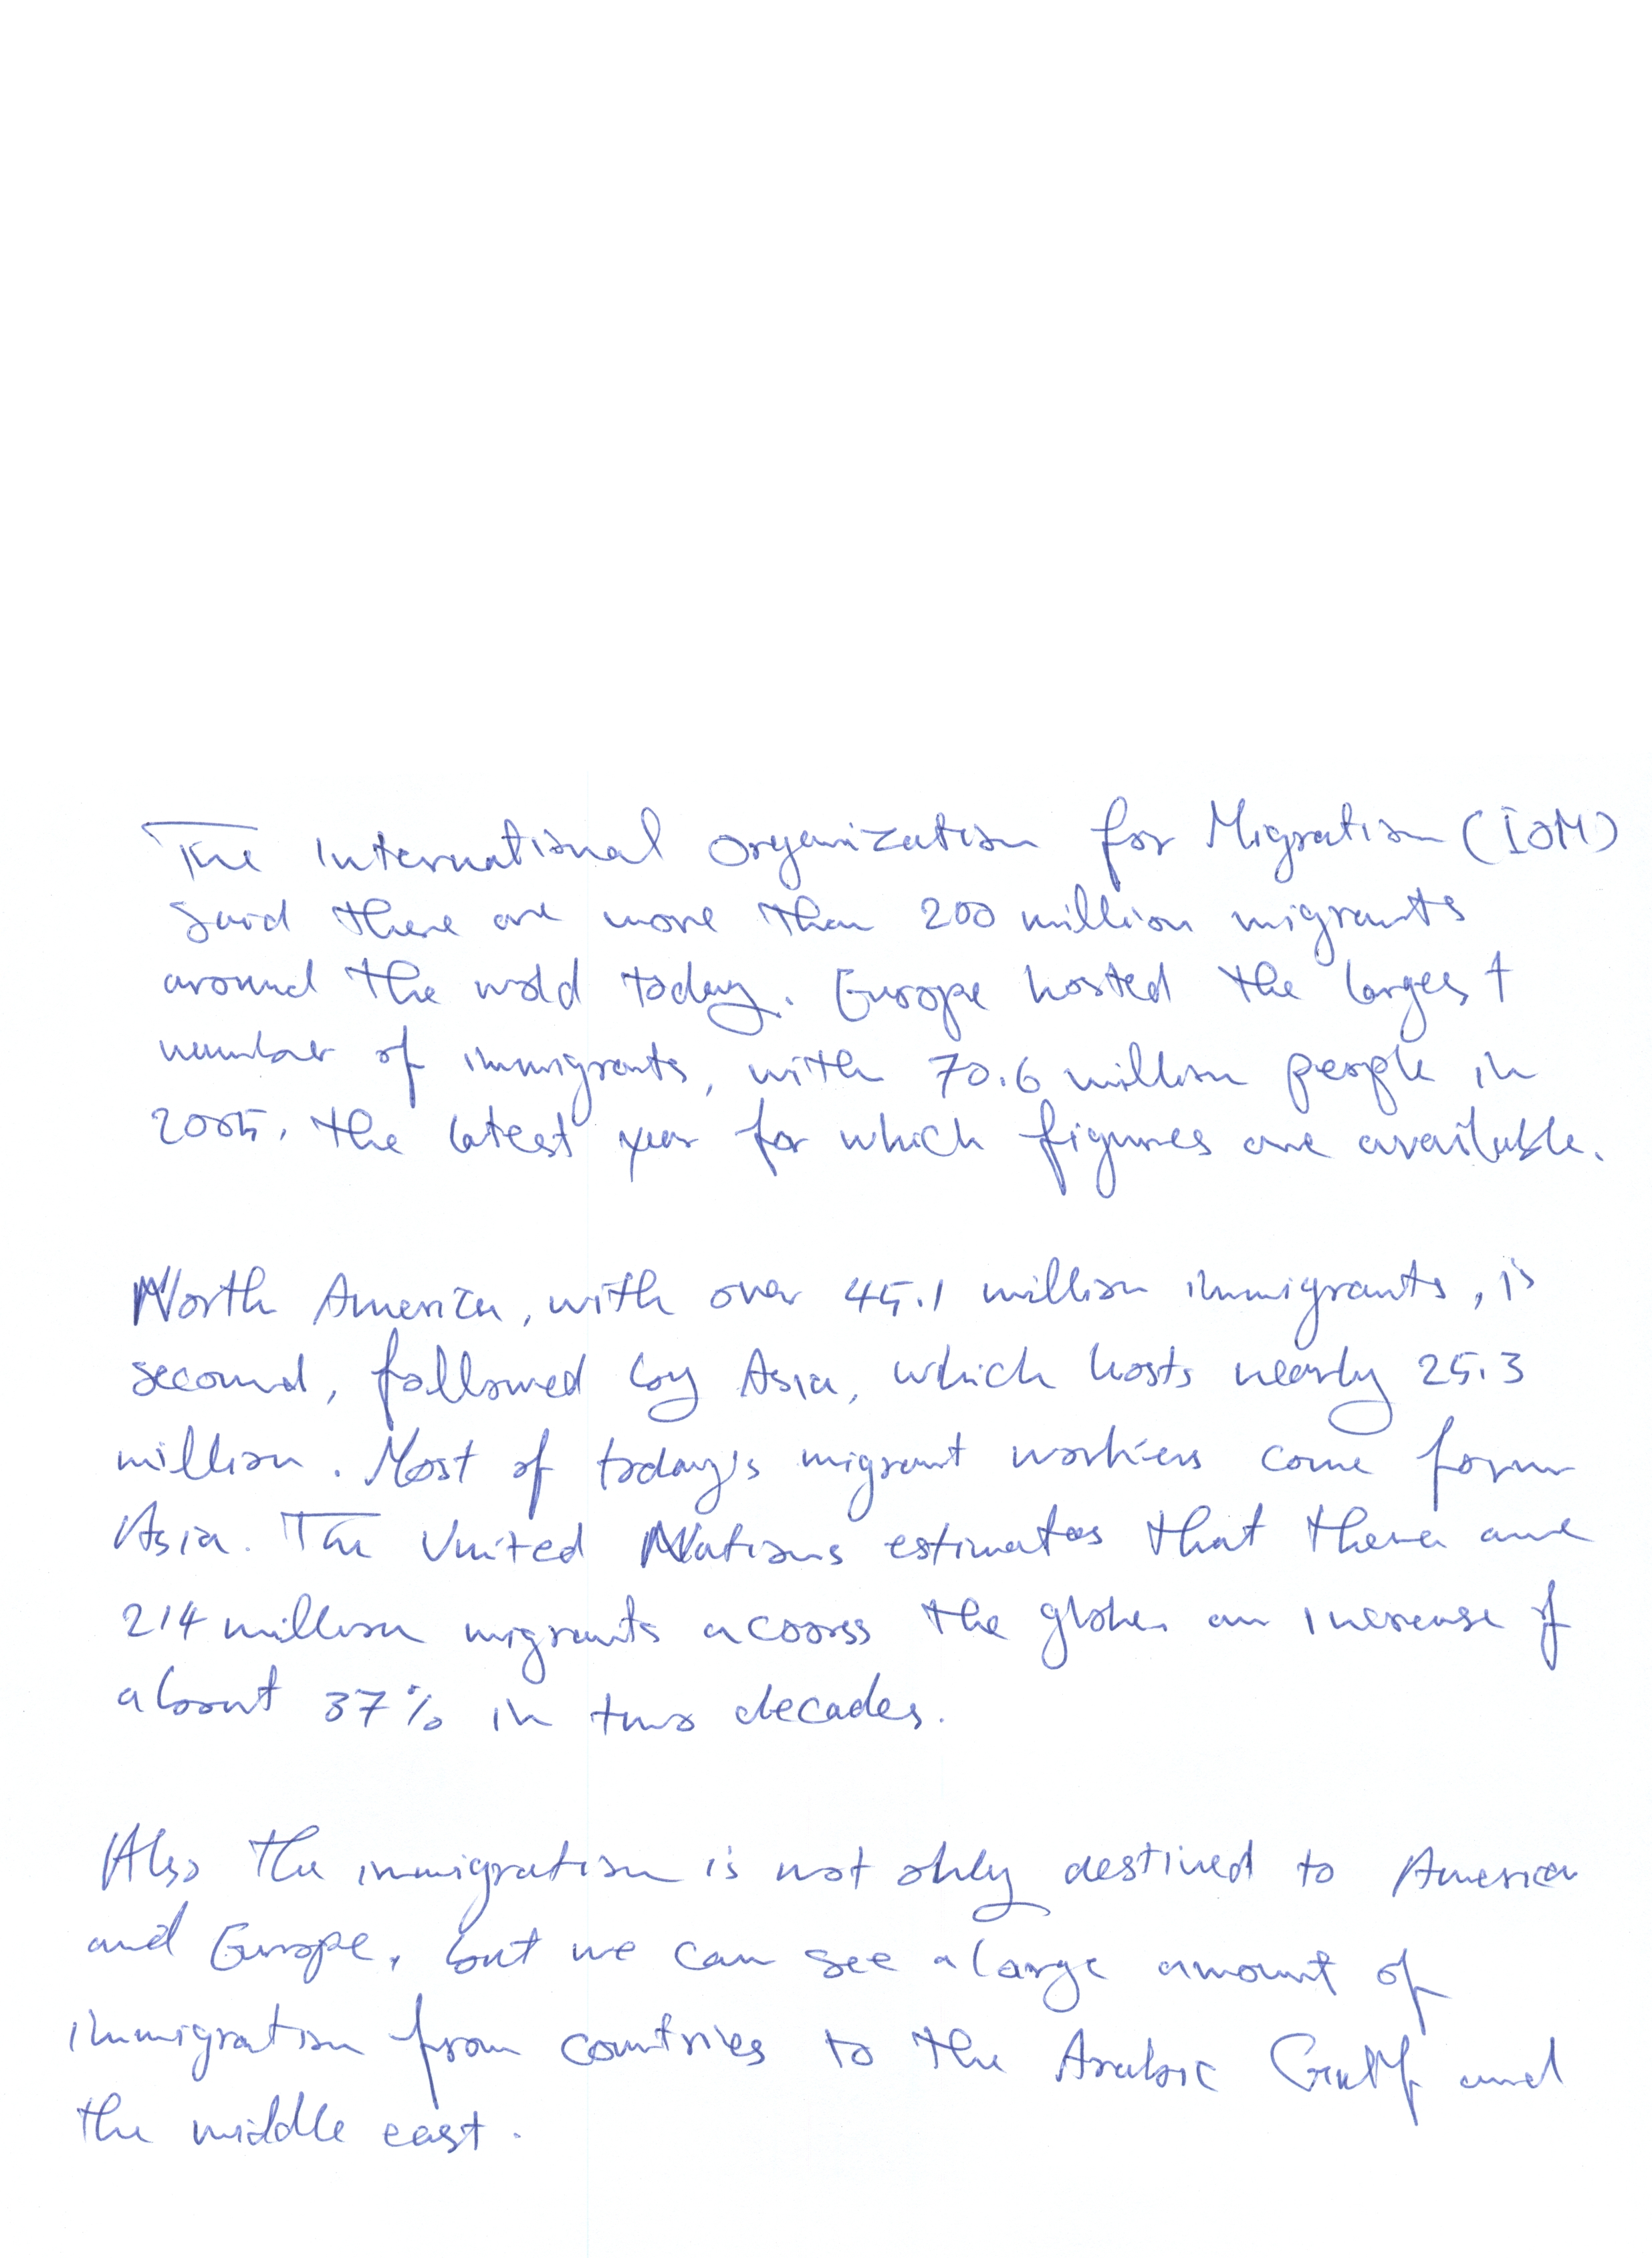 The International Organization for Migration (IOM)
said there are more than 200 million migrants
around the wold today. Europe hosted the largest
number of immigrants, with 70.6 million people in
2005, the latest year for which figures are available.
North America, with over 45.1 million immigrants, is
second, followed by Asia, which hosts nearly 25.3
million. Most of today's migrant workers come form
Asia. The United Nations estimates that there are
214 million migrants acoorss the globe. an increase of
about 37% in two decades.
Also the immigration is not only destined to America
and Europe, but we can see a large amount of
immigration from countries to the Arabic Gulf and
the middle east.